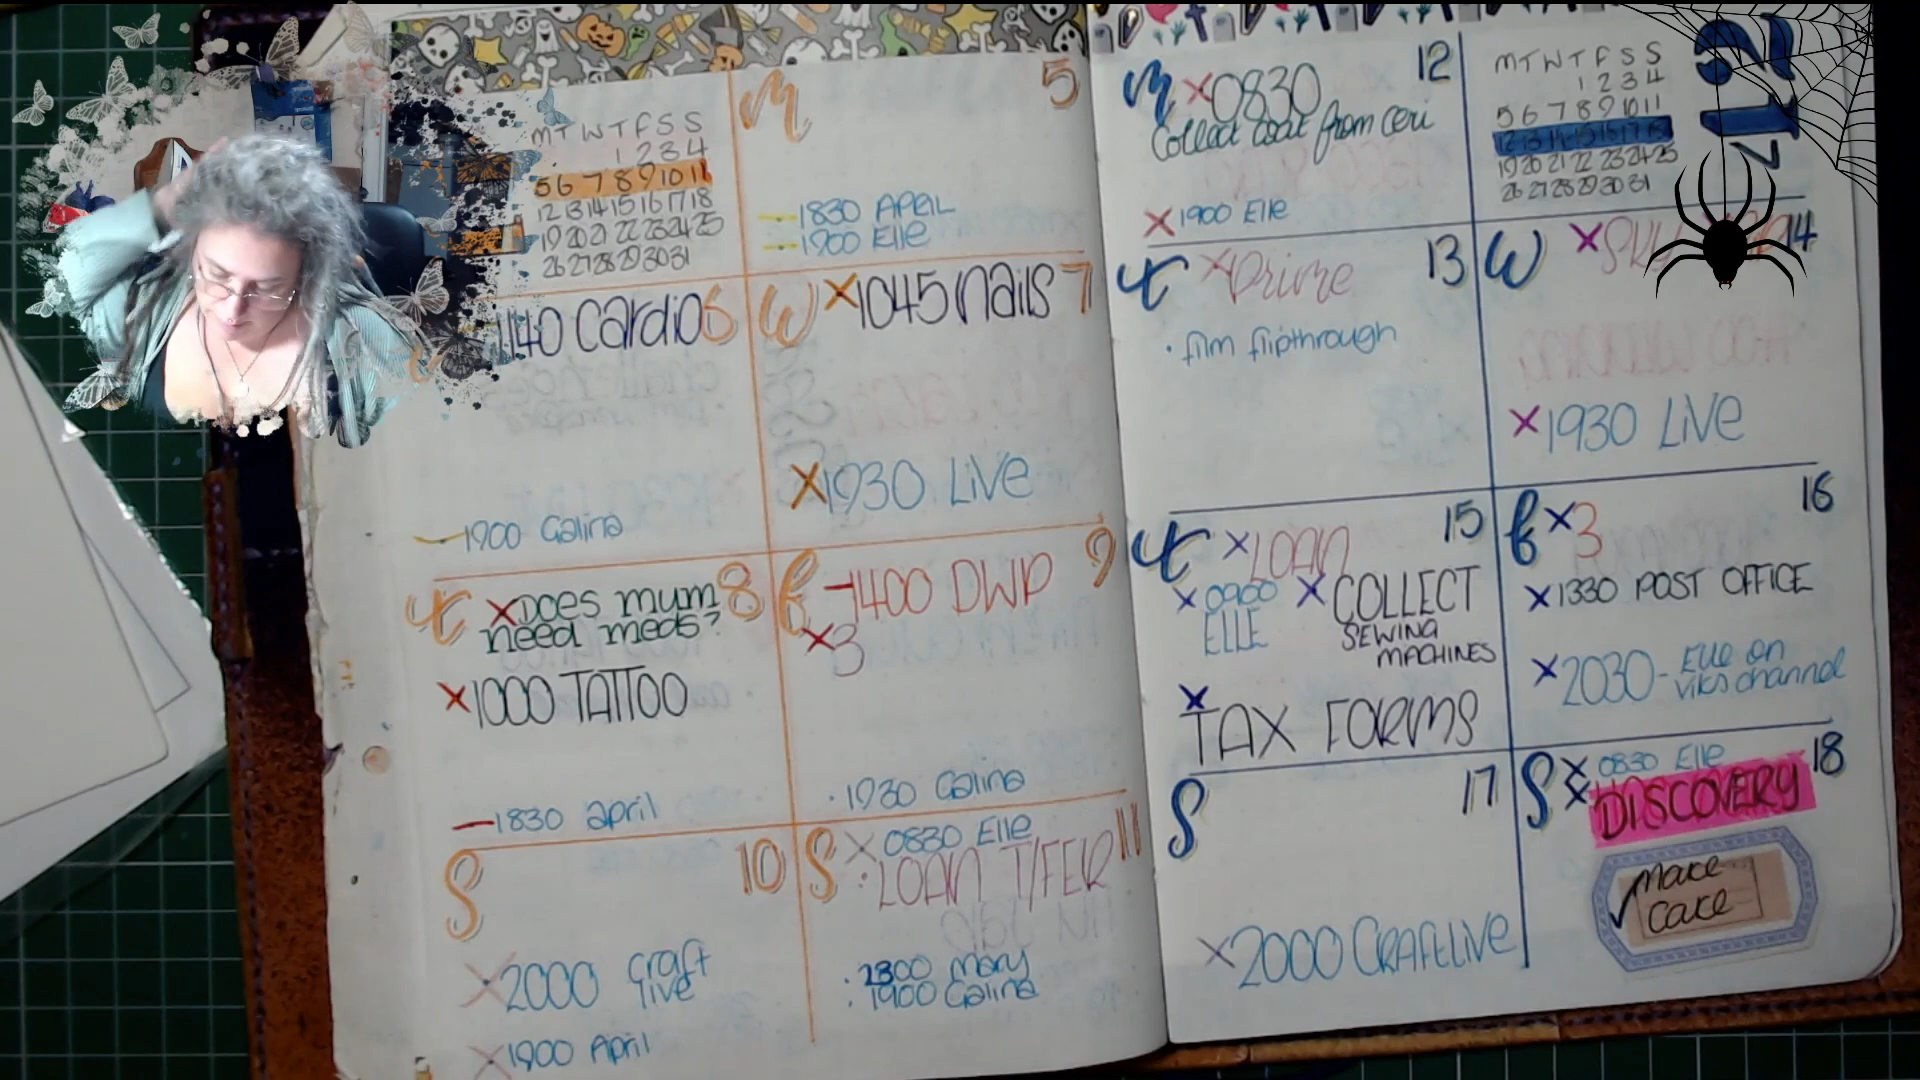 M T W T F S S
1 2 3 4
5 6 7 8 9 10 11
12 13 14 15 16 17 18
19 20 21 22 23 24 25
26 27 28 29 30 31
M 5
1830 APRIL
1900 Elle
1140 Cardio 6
1900 Galina
W ×1045 Nails 7
×1930 Live
t ×Does mum 8
need meds?
×1000 TATTOO
1830 april
f -1400 DWP 9
×3
· 1930 Galina
S 10
×2000 craft
live
×1900 April
S × 0830 Elle 11
· LOAN T/FER
· 1900 Galina
M ×0830 12
Collect coat from ceri
×1900 Elle
M T W T F S S
1 2 3 4
5 6 7 8 9 10 11
12 13 14 15 16 17 18
19 20 21 22 23 24 25
26 27 28 29 30 31
t ×Prime 13
· film flipthrough
W × 14
×1930 Live
t ×LOAN 15
×0900
ELLE
×COLLECT
SEWING
MACHINES
×
TAX FORMS
f ×3 16
×1330 POST OFFICE
×2030 - Elle on
viks channel
S 17
×2000 CRAFTLIVE
S × 0830 Elle 18
× DISCOVERY
✓ Make
Cake